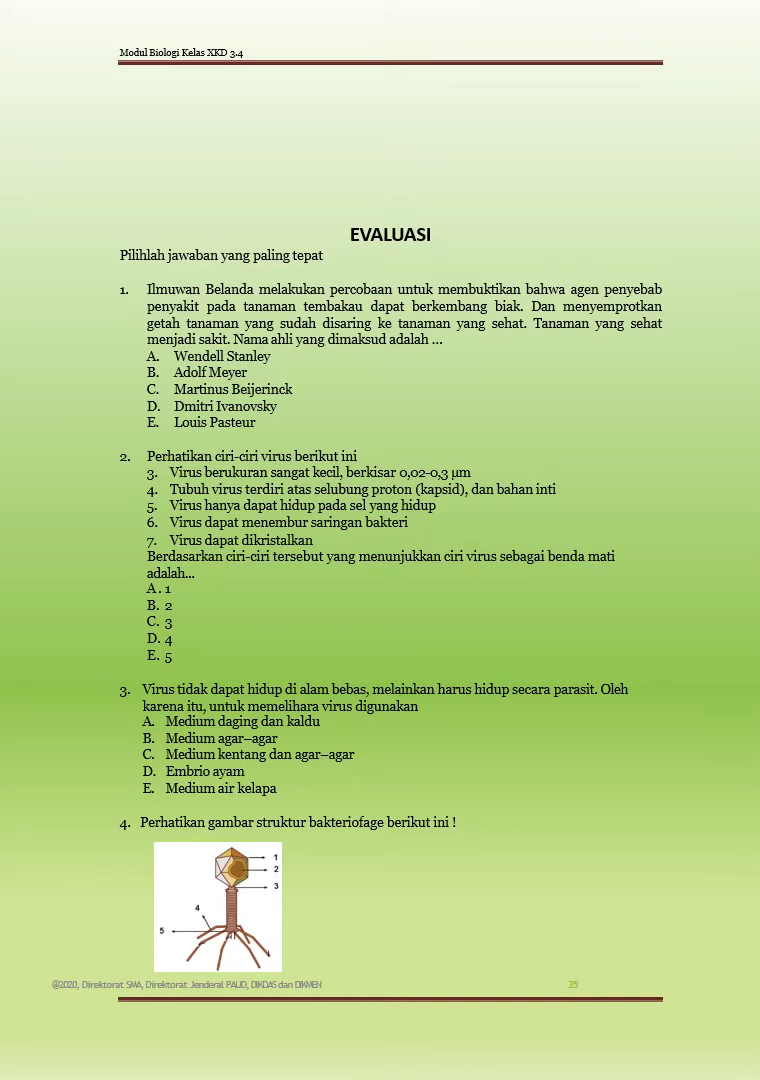 Modul Biologi Kelas XKD 3.4
EVALUASI
Pilihlah jawaban yang paling tepat
1. Ilmuwan Belanda melakukan percobaan untuk membuktikan bahwa agen penyebab
penyakit pada tanaman tembakau dapat berkembang biak. Dan menyemprotkan
getah tanaman yang sudah disaring ke tanaman yang sehat. Tanaman yang sehat
menjadi sakit. Nama ahli yang dimaksud adalah ...
A. Wendell Stanley
B. Adolf Meyer
C. Martinus Beijerinck
D. Dmitri Ivanovsky
E. Louis Pasteur
2. Perhatikan ciri-ciri virus berikut ini
3. Virus berukuran sangat kecil, berkisar 0,02-0,3 µm
4. Tubuh virus terdiri atas selubung proton (kapsid), dan bahan inti
5. Virus hanya dapat hidup pada sel yang hidup
6. Virus dapat menembur saringan bakteri
7. Virus dapat dikristalkan
Berdasarkan ciri-ciri tersebut yang menunjukkan ciri virus sebagai benda mati
adalah...
A. 1
B. 2
C. 3
D. 4
E. 5
3. Virus tidak dapat hidup di alam bebas, melainkan harus hidup secara parasit. Oleh
karena itu, untuk memelihara virus digunakan
A. Medium daging dan kaldu
B. Medium agar–agar
C. Medium kentang dan agar–agar
D. Embrio ayam
E. Medium air kelapa
4. Perhatikan gambar struktur bakteriofage berikut ini !
1
2
3
4
5
@2020, Direktorat SMA, Direktorat Jenderal PAUD, DIKDAS dan DIKMEN 35